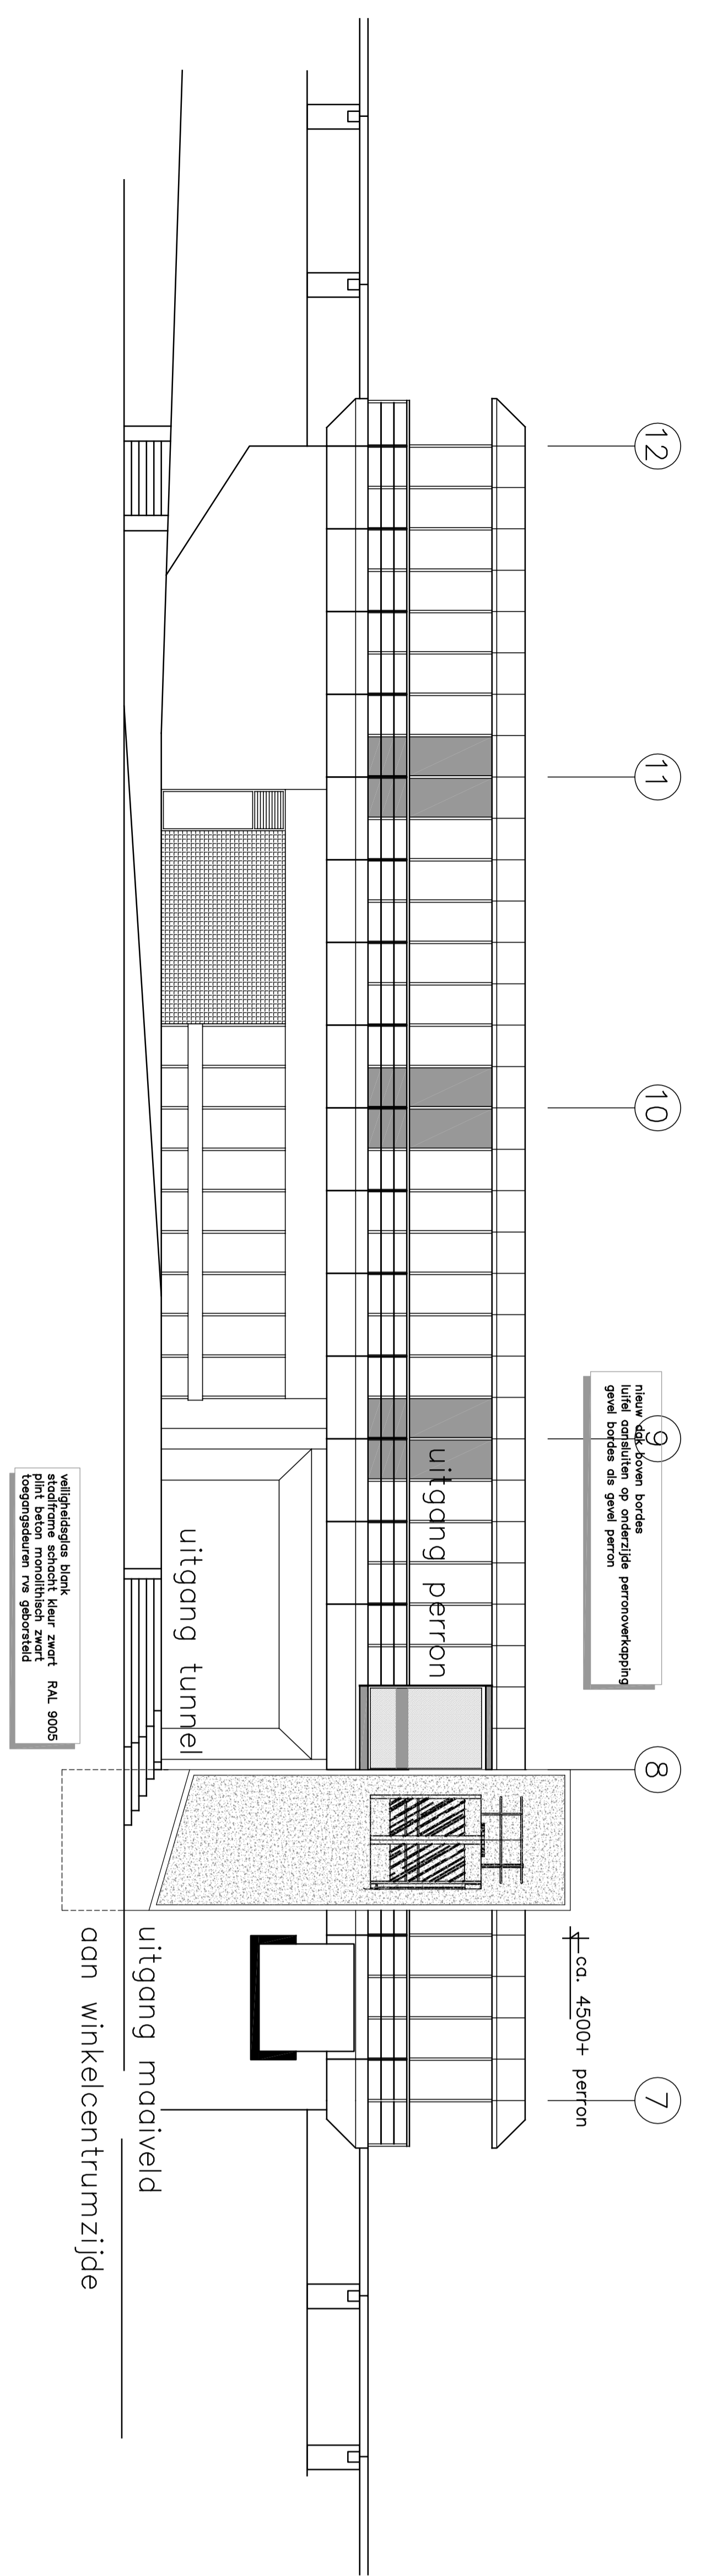 12
11
10
9
8
7
nieuw dak boven bordes
luifel aansluiten op onderzijde perronoverkapping
gevel bordes als gevel perron
uitgang perron
ca. 4500+ perron
uitgang tunnel
uitgang maaiveld
aan winkelcentrumzijde
veiligheidsglas blank
staalframe schacht kleur zwart RAL 9005
plint beton monolithisch zwart
toegangsdeuren rvs geborsteld